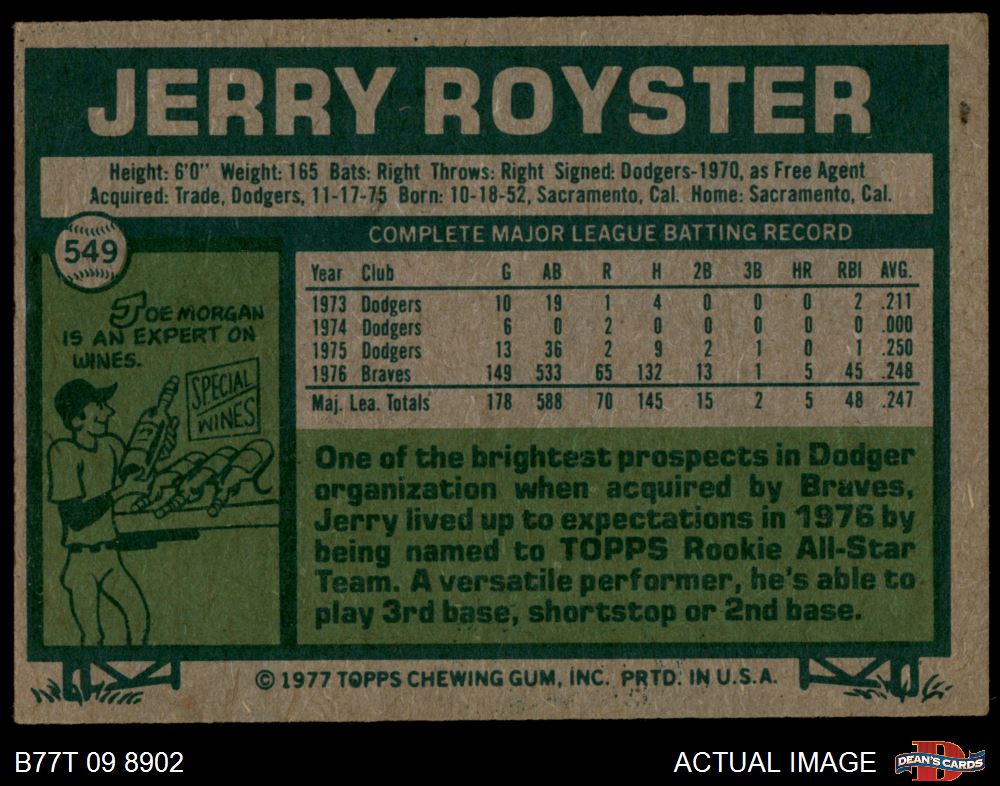 JERRY ROYSTER
Height: 6'0" Weight: 165 Bats: Right Throws: Right Signed: Dodgers-1970, as Free Agent
Acquired: Trade, Dodgers, 11-17-75 Born: 10-18-52, Sacramento, Cal. Home: Sacramento, Cal.
549
JOE MORGAN
IS AN EXPERT ON
WINES.
SPECIAL
WINES
COMPLETE MAJOR LEAGUE BATTING RECORD
Year Club G AB R H 2B 3B HR RBI AVG.
1973 Dodgers 10 19 1 4 0 0 0 2 .211
1974 Dodgers 6 0 2 0 0 0 0 0 .000
1975 Dodgers 13 36 2 9 2 1 0 1 .250
1976 Braves 149 533 65 132 13 1 5 45 .248
Maj. Lea. Totals 178 588 70 145 15 2 5 48 .247
One of the brightest prospects in Dodger
organization when acquired by Braves,
Jerry lived up to expectations in 1976 by
being named to TOPPS Rookie All-Star
Team. A versatile performer, he's able to
play 3rd base, shortstop or 2nd base.
© 1977 TOPPS CHEWING GUM, INC. PRTD. IN U.S.A.
B77T 09 8902
ACTUAL IMAGE
D
DEAN'S CARDS